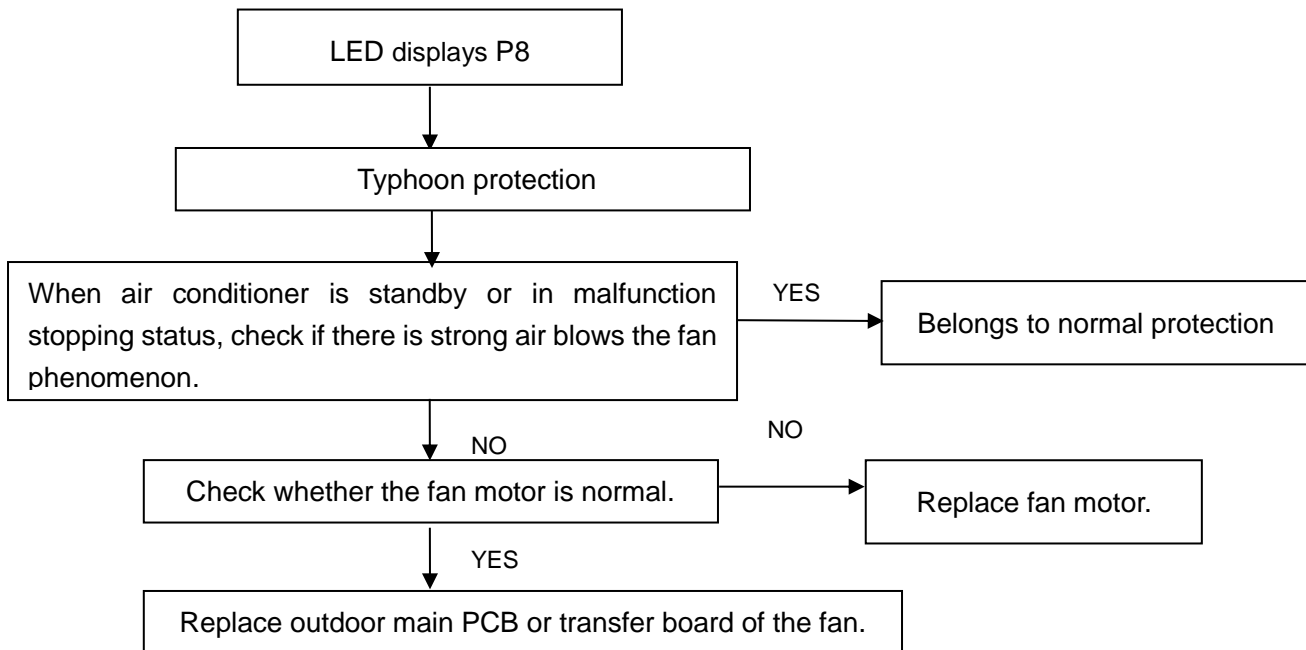 LED displays P8
Typhoon protection
When air conditioner is standby or in malfunction
stopping status, check if there is strong air blows the fan
phenomenon.
YES
Belongs to normal protection
NO
NO
Check whether the fan motor is normal.
Replace fan motor.
YES
Replace outdoor main PCB or transfer board of the fan.